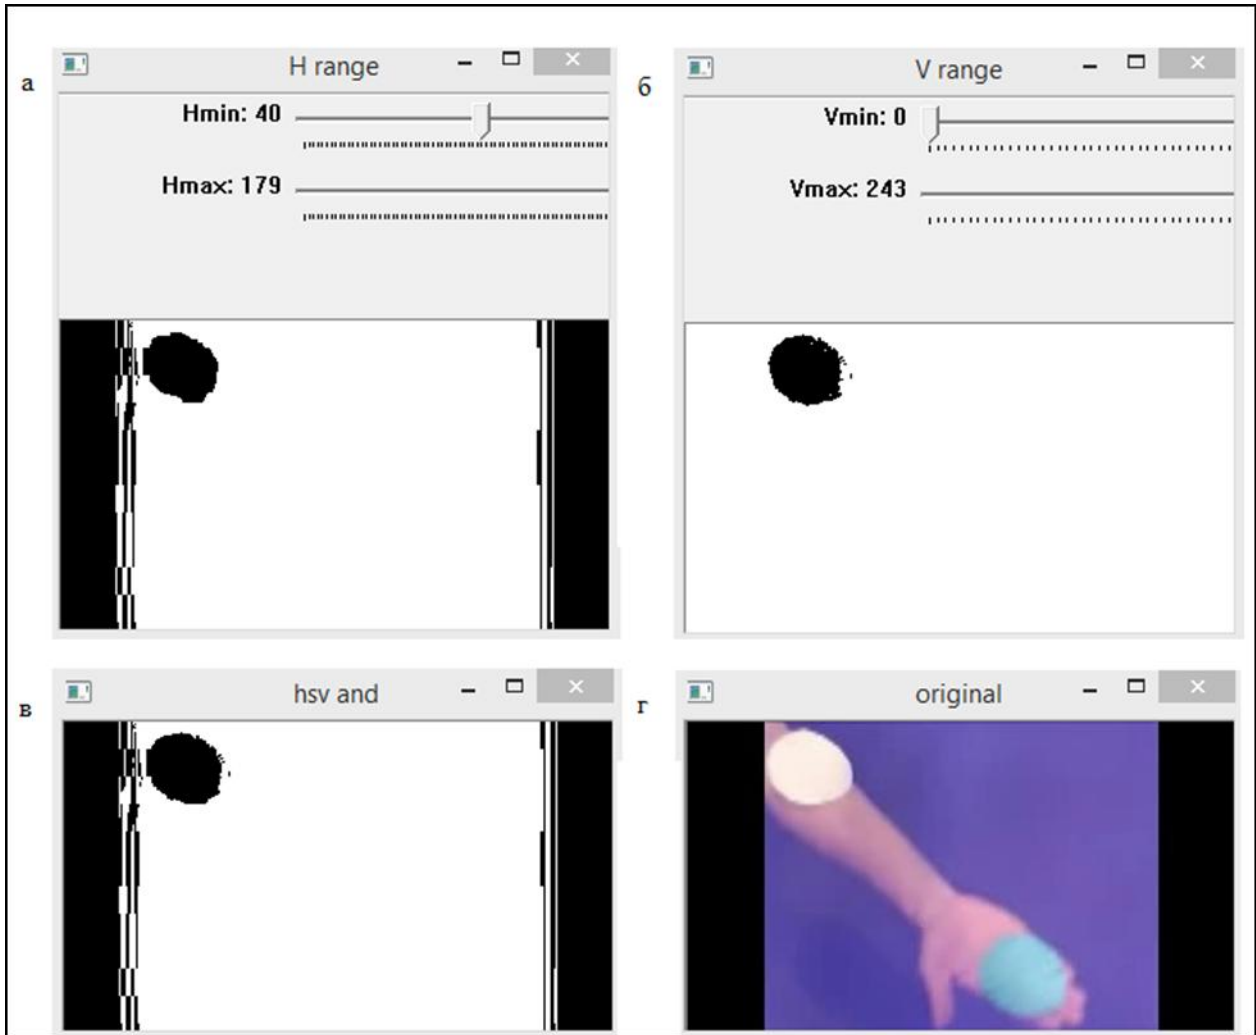 а
H range
Hmin: 40
Hmax: 179
б
V range
Vmin: 0
Vmax: 243
в
hsv and
г
original